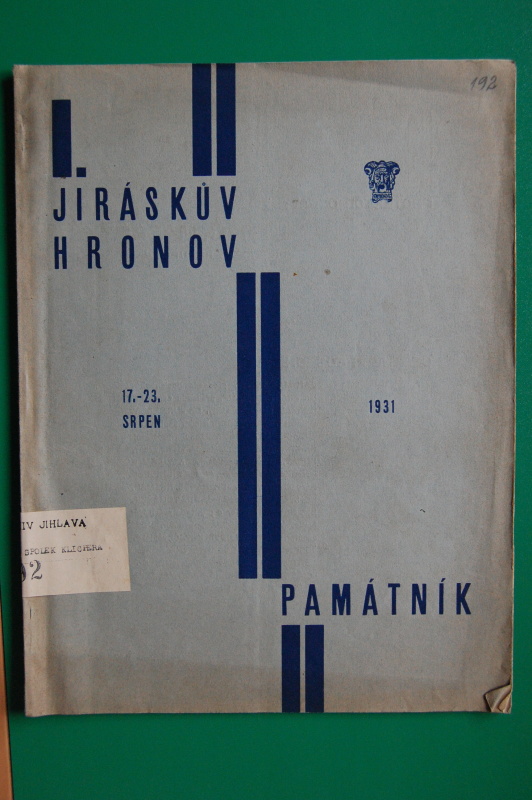 192
I.
JIRÁSKŮV
HRONOV
17.-23.
SRPEN
1931
IV JIHLAVA
SPOLEK KLICPERA
92
PAMÁTNÍK